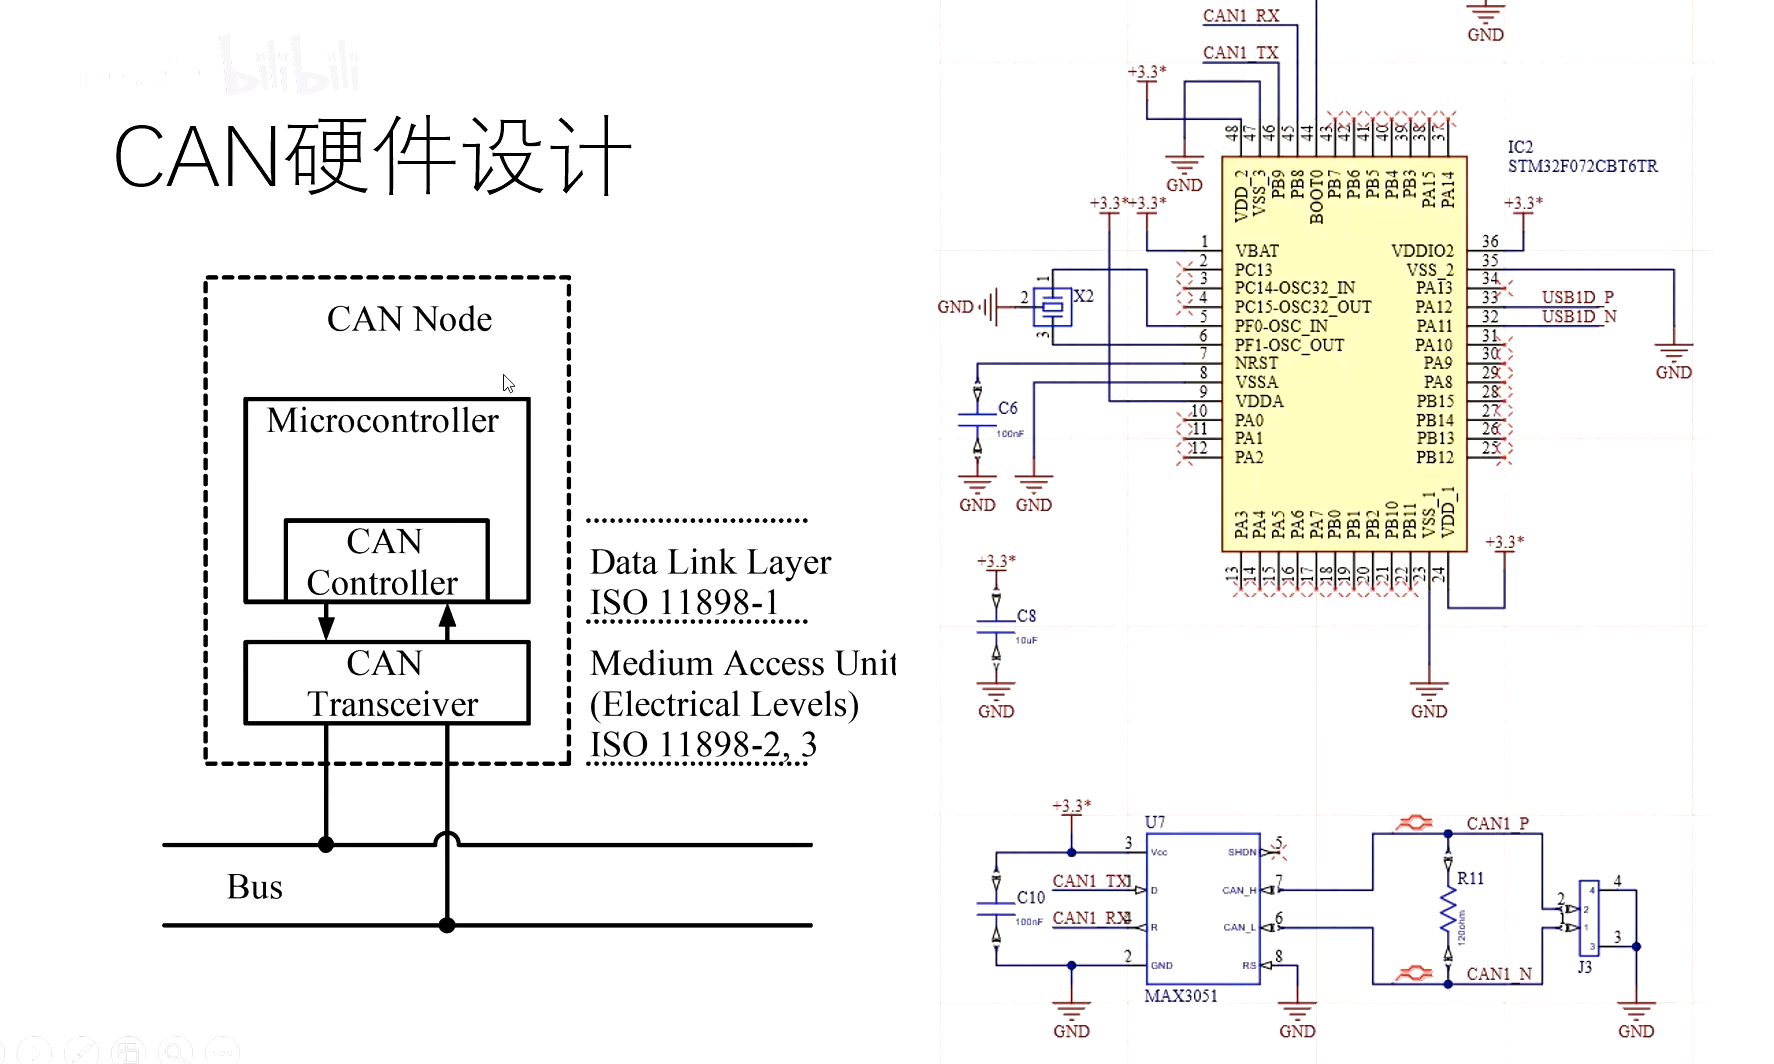 bilibili
CAN硬件设计
CAN Node
Microcontroller
CAN
Controller
CAN
Transceiver
Data Link Layer
ISO 11898-1
Medium Access Unit
(Electrical Levels)
ISO 11898-2, 3
Bus
CAN1_RX
CAN1_TX
GND
+3.3*
GND
48
47
46
45
44
43
42
41
40
39
38
37
IC2
STM32F072CBT6TR
VDD_2
VSS_3
PB9
PB8
BOOT0
PB7
PB6
PB5
PB4
PB3
PA15
PA14
+3.3*
+3.3*
+3.3*
1 VBAT
2 PC13
3 PC14-OSC32_IN
4 PC15-OSC32_OUT
5 PF0-OSC_IN
6 PF1-OSC_OUT
7 NRST
8 VSSA
9 VDDA
10 PA0
11 PA1
12 PA2
VDDIO2 36
VSS_2 35
PA13 34
PA12 33 USB1D_P
PA11 32 USB1D_N
PA10 31
PA9 30
PA8 29
PB15 28
PB14 27
PB13 26
PB12 25
GND
1
2
3
X2
GND
C6
100nF
GND
GND
PA3
PA4
PA5
PA6
PA7
PB0
PB1
PB2
PB10
PB11
VSS_1
VDD_1
13
14
15
16
17
18
19
20
21
22
23
24
+3.3*
GND
+3.3*
C8
10uF
GND
+3.3*
U7
3 Vcc
CAN1_TX 1 D
CAN1_RX 4 R
2 GND
SHDN 5
CAN_H 7
CAN_L 6
RS 8
MAX3051
C10
100nF
GND
GND
CAN1_P
R11
120ohm
CAN1_N
2
1
4
3
2
1
4
3
J3
GND